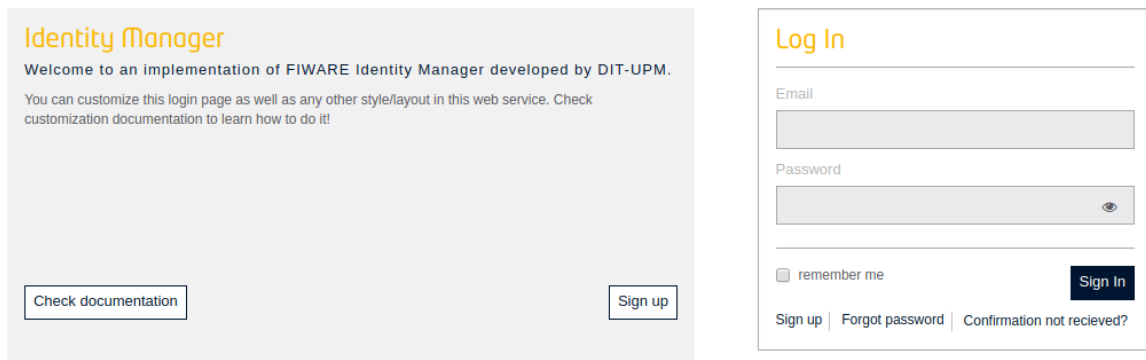 Identity Manager
Welcome to an implementation of FIWARE Identity Manager developed by DIT-UPM.
You can customize this login page as well as any other style/layout in this web service. Check
customization documentation to learn how to do it!
Check documentation
Sign up
Log In
Email
Password
remember me
Sign In
Sign up
Forgot password
Confirmation not recieved?